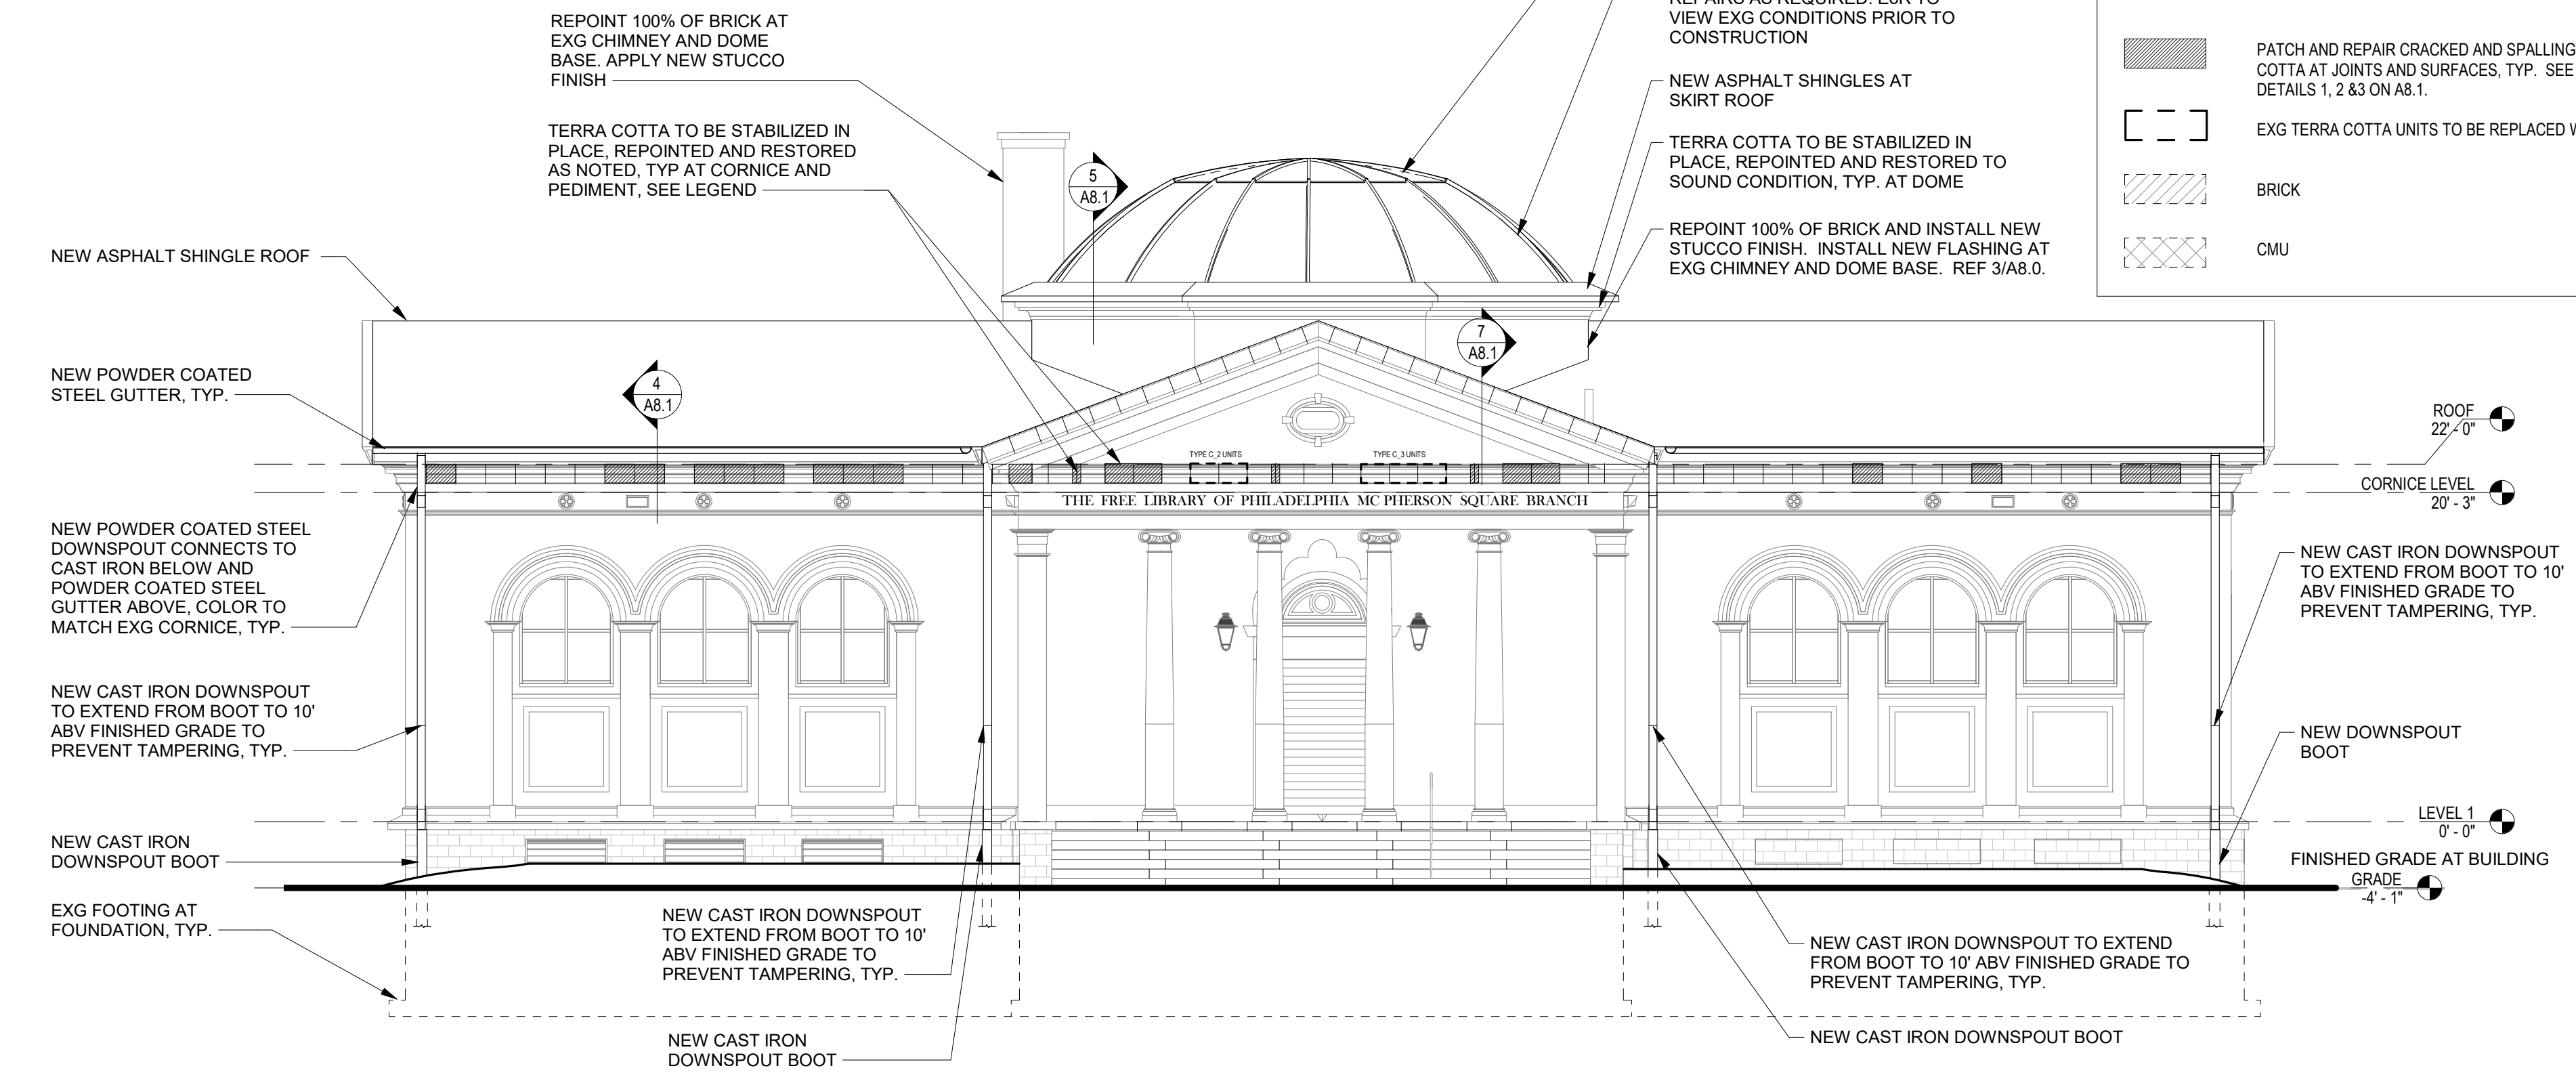 REPOINT 100% OF BRICK AT
EXG CHIMNEY AND DOME
BASE. APPLY NEW STUCCO
FINISH
TERRA COTTA TO BE STABILIZED IN
PLACE, REPOINTED AND RESTORED
AS NOTED, TYP AT CORNICE AND
PEDIMENT, SEE LEGEND
NEW ASPHALT SHINGLE ROOF
NEW POWDER COATED
STEEL GUTTER, TYP.
NEW POWDER COATED STEEL
DOWNSPOUT CONNECTS TO
CAST IRON BELOW AND
POWDER COATED STEEL
GUTTER ABOVE, COLOR TO
MATCH EXG CORNICE, TYP.
NEW CAST IRON DOWNSPOUT
TO EXTEND FROM BOOT TO 10'
ABV FINISHED GRADE TO
PREVENT TAMPERING, TYP.
NEW CAST IRON
DOWNSPOUT BOOT
EXG FOOTING AT
FOUNDATION, TYP.
5
A8.1
4
A8.1
7
A8.1
TYPE C_2 UNITS
TYPE C_3 UNITS
THE FREE LIBRARY OF PHILADELPHIA MC PHERSON SQUARE BRANCH
NEW CAST IRON DOWNSPOUT
TO EXTEND FROM BOOT TO 10'
ABV FINISHED GRADE TO
PREVENT TAMPERING, TYP.
NEW CAST IRON
DOWNSPOUT BOOT
REPAIRS AS REQUIRED. TO
VIEW EXG CONDITIONS PRIOR TO
CONSTRUCTION
NEW ASPHALT SHINGLES AT
SKIRT ROOF
TERRA COTTA TO BE STABILIZED IN
PLACE, REPOINTED AND RESTORED TO
SOUND CONDITION, TYP. AT DOME
REPOINT 100% OF BRICK AND INSTALL NEW
STUCCO FINISH. INSTALL NEW FLASHING AT
EXG CHIMNEY AND DOME BASE. REF 3/A8.0.
PATCH AND REPAIR CRACKED AND SPALLING
COTTA AT JOINTS AND SURFACES, TYP. SEE
DETAILS 1, 2 &3 ON A8.1.
EXG TERRA COTTA UNITS TO BE REPLACED
BRICK
CMU
ROOF
22' - 0"
CORNICE LEVEL
20' - 3"
NEW CAST IRON DOWNSPOUT
TO EXTEND FROM BOOT TO 10'
ABV FINISHED GRADE TO
PREVENT TAMPERING, TYP.
NEW DOWNSPOUT
BOOT
LEVEL 1
0' - 0"
FINISHED GRADE AT BUILDING
GRADE
-4' - 1"
NEW CAST IRON DOWNSPOUT TO EXTEND
FROM BOOT TO 10' ABV FINISHED GRADE TO
PREVENT TAMPERING, TYP.
NEW CAST IRON DOWNSPOUT BOOT